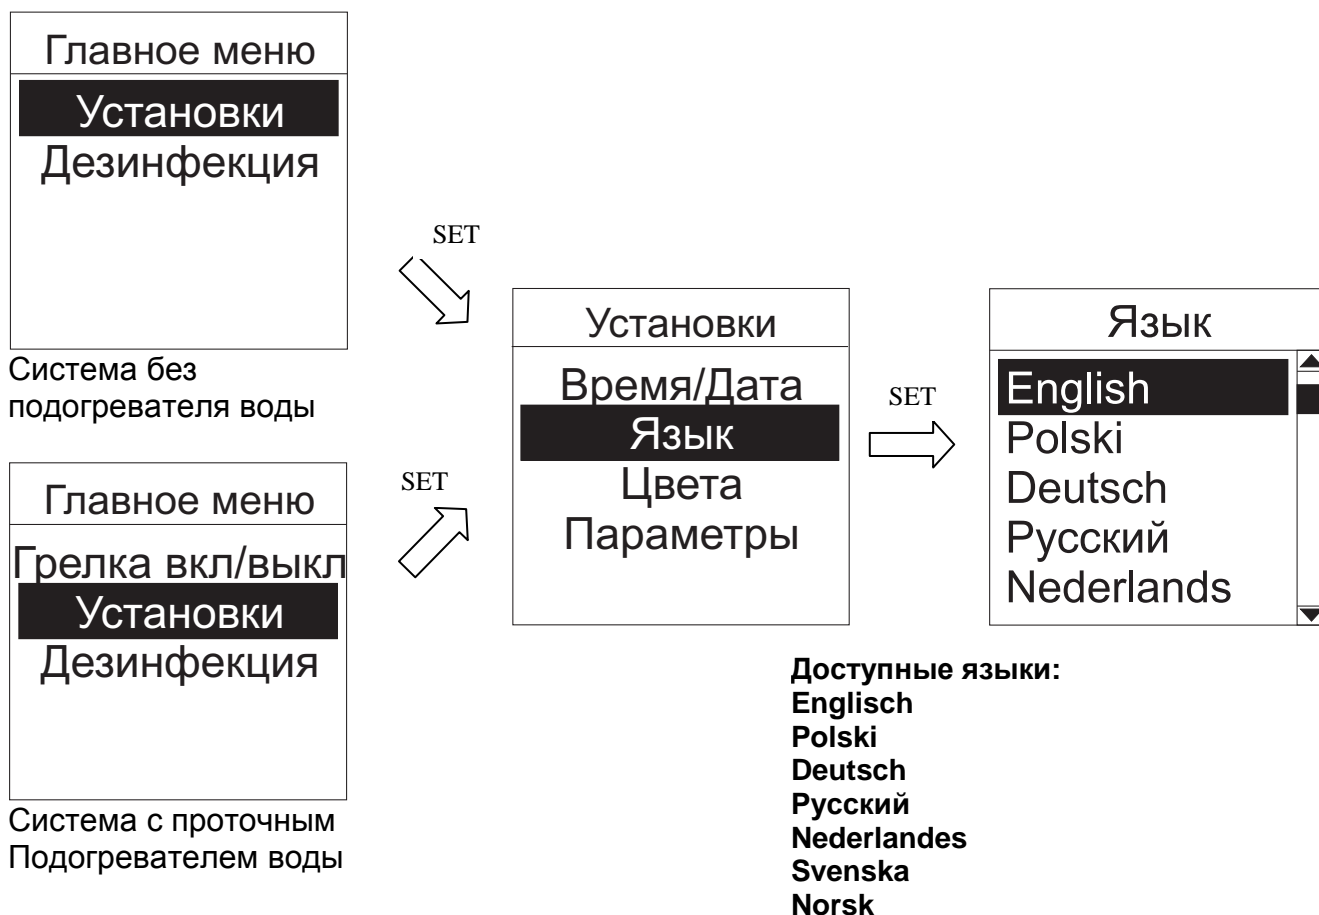 Главное меню
Установки
Дезинфекция
Система без
подогревателя воды
SET
Главное меню
Грелка вкл/выкл
Установки
Дезинфекция
Система с проточным
Подогревателем воды
SET
Установки
Время/Дата
Язык
Цвета
Параметры
SET
Язык
English
Polski
Deutsch
Русский
Nederlands
Доступные языки:
Englisch
Polski
Deutsch
Русский
Nederlandes
Svenska
Norsk